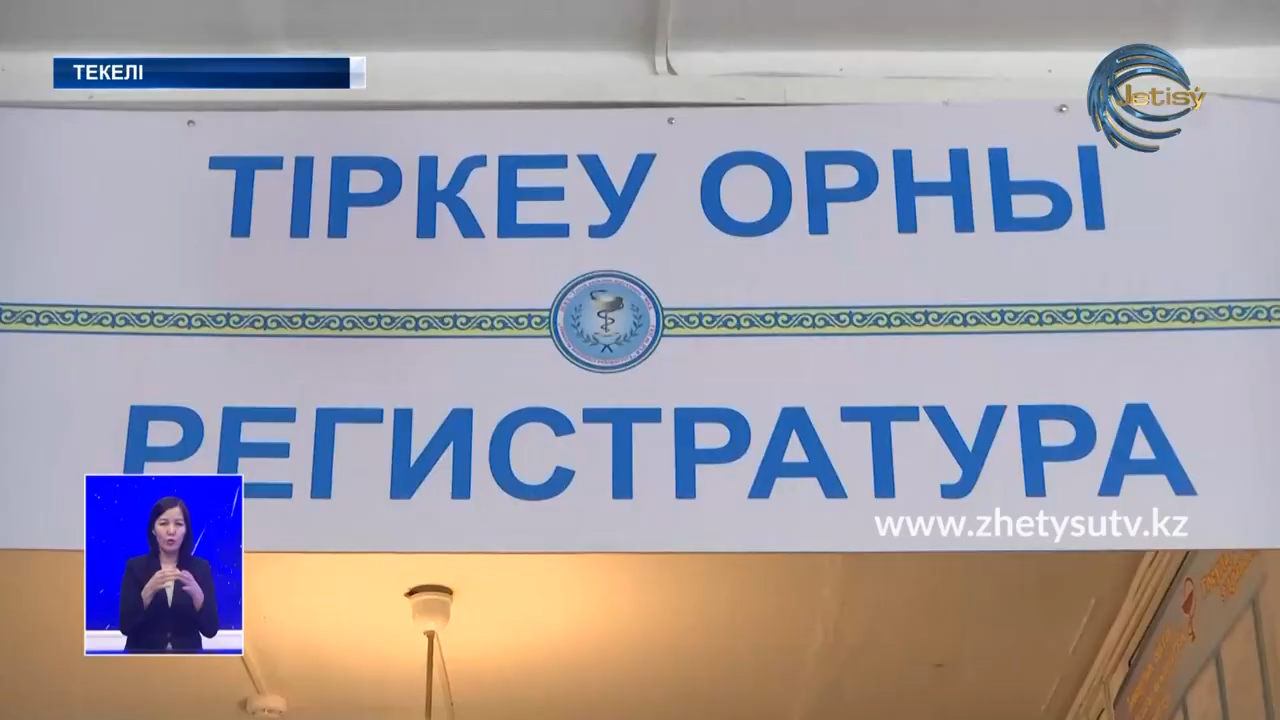 ТЕКЕЛІ
Jetisý
ТІРКЕУ ОРНЫ
РЕГИСТРАТУРА
www.zhetysutv.kz